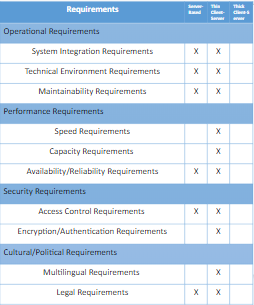 Requirements Server-Based Thin Client-Server Thick Client-Server
Operational Requirements
System Integration Requirements X X
Technical Environment Requirements X X
Maintainability Requirements X X
Performance Requirements
Speed Requirements X
Capacity Requirements X
Availability/Reliability Requirements X X
Security Requirements
Access Control Requirements X X
Encryption/Authentication Requirements X
Cultural/Political Requirements
Multilingual Requirements X
Legal Requirements X X